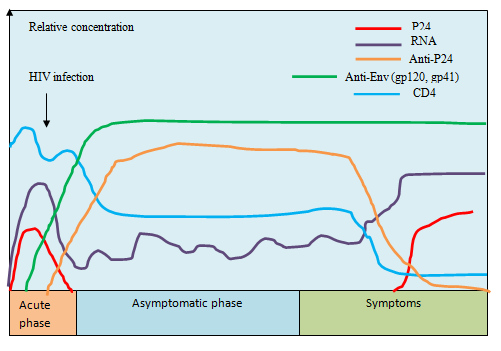 Relative concentration
P24
RNA
Anti-P24
HIV infection
Anti-Env (gp120, gp41)
CD4
Acute phase
Asymptomatic phase
Symptoms